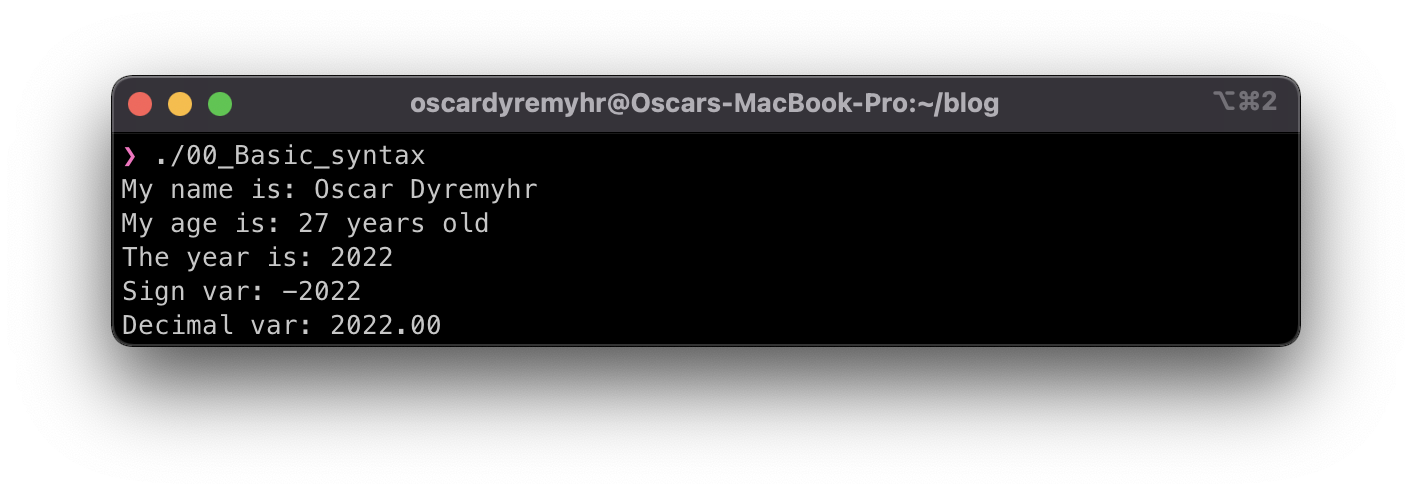 oscardyremyhr@Oscars-MacBook-Pro:~/blog ⌥⌘2
❯ ./00_Basic_syntax
My name is: Oscar Dyremyhr
My age is: 27 years old
The year is: 2022
Sign var: -2022
Decimal var: 2022.00